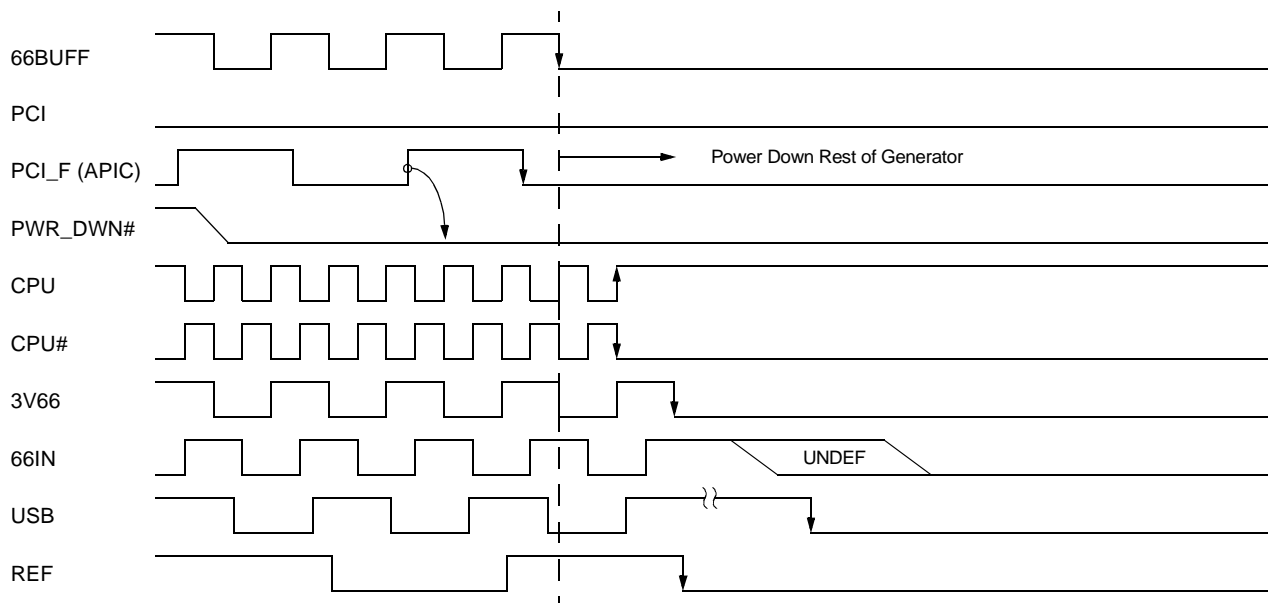 66BUFF
PCI
PCI_F (APIC)
Power Down Rest of Generator
PWR_DWN#
CPU
CPU#
3V66
66IN
UNDEF
USB
REF